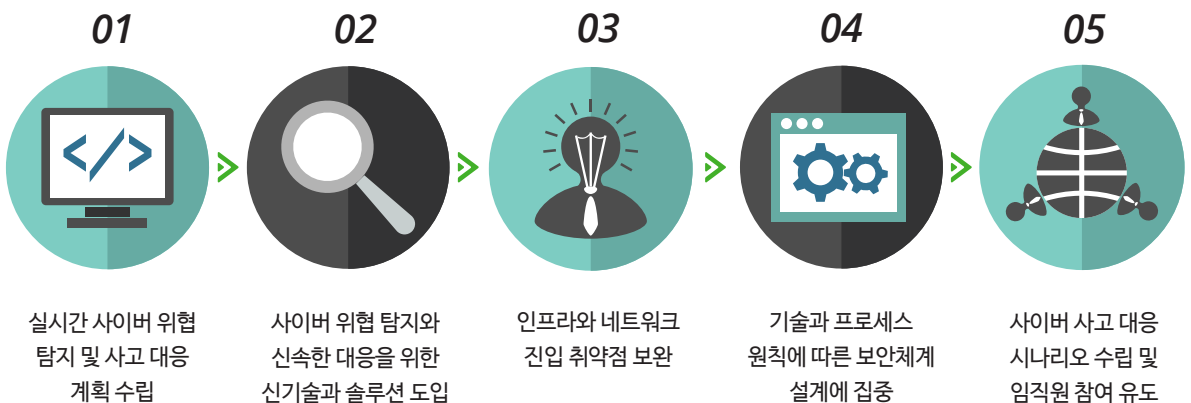 01
02
03
04
05
</>
실시간 사이버 위협
탐지 및 사고 대응
계획 수립
사이버 위협 탐지와
신속한 대응을 위한
신기술과 솔루션 도입
인프라와 네트워크
진입 취약점 보완
기술과 프로세스
원칙에 따른 보안체계
설계에 집중
사이버 사고 대응
시나리오 수립 및
임직원 참여 유도